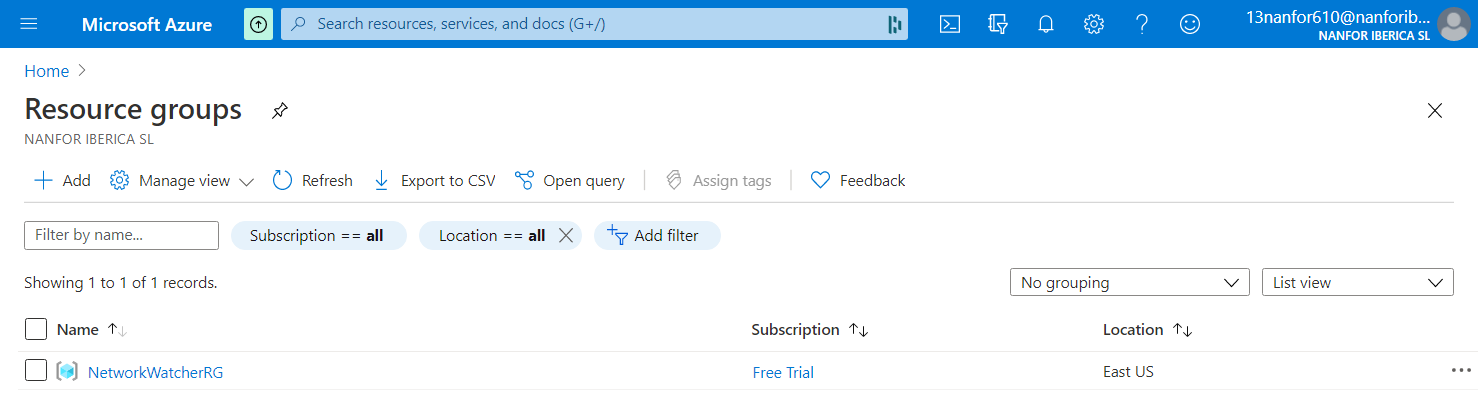 Microsoft Azure
Search resources, services, and docs (G+/)
13nanfor610@nanforib...
NANFOR IBERICA SL
Home
Resource groups
NANFOR IBERICA SL
Add
Manage view
Refresh
Export to CSV
Open query
Assign tags
Feedback
Filter by name...
Subscription == all
Location == all
Add filter
Showing 1 to 1 of 1 records.
No grouping
List view
Name
Subscription
Location
NetworkWatcherRG
Free Trial
East US